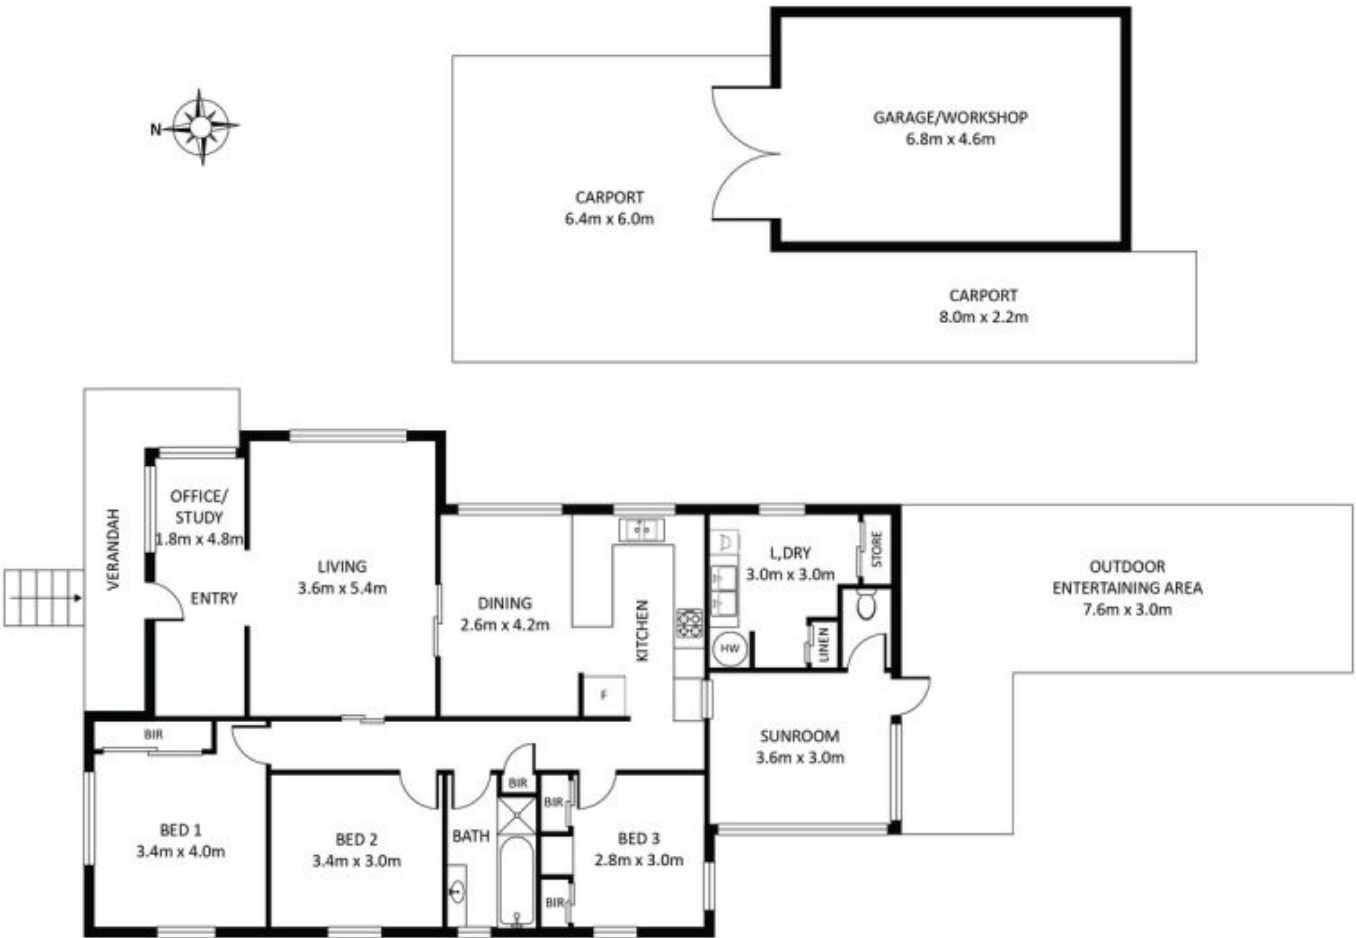 N
GARAGE/WORKSHOP
6.8m x 4.6m
CARPORT
6.4m x 6.0m
CARPORT
8.0m x 2.2m
VERANDAH
OFFICE/
STUDY
1.8m x 4.8m
ENTRY
LIVING
3.6m x 5.4m
DINING
2.6m x 4.2m
KITCHEN
F
L,DRY
3.0m x 3.0m
STORE
HW
LINEN
OUTDOOR
ENTERTAINING AREA
7.6m x 3.0m
SUNROOM
3.6m x 3.0m
BIR
BED 1
3.4m x 4.0m
BED 2
3.4m x 3.0m
BATH
BIR
BIR
BIR
BED 3
2.8m x 3.0m